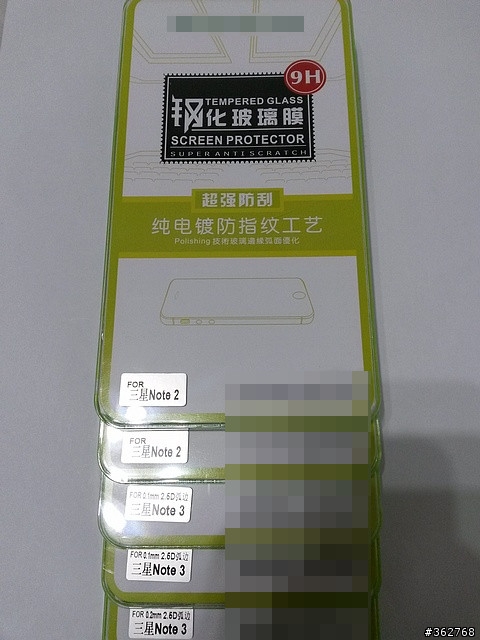 9H
TEMPERED GLASS
钢化玻璃膜
SCREEN PROTECTOR
SUPER ANTI SCRATCH
超强防刮
纯电镀防指纹工艺
Polishing 技術玻璃邊緣弧面優化
FOR
三星Note 2
FOR
三星Note 2
FOR 0.1mm 2.5D弧边
三星Note 3
FOR 0.1mm 2.5D弧边
三星Note 3
FOR 0.2mm 2.5D弧边
三星Note 3
#362768